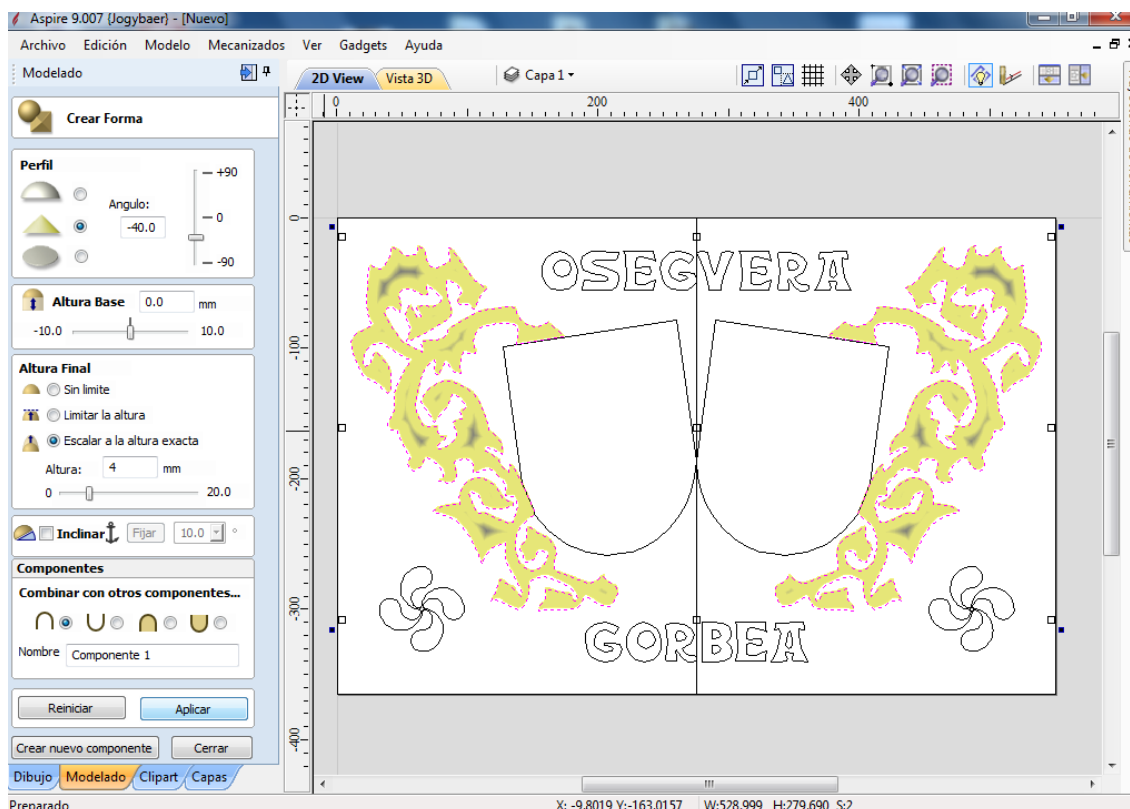 Aspire 9.007 {Jogybaer} - [Nuevo]
Archivo Edición Modelo Mecanizados Ver Gadgets Ayuda
Modelado
2D View Vista 3D Capa 1
Crear Forma
Perfil
Angulo:
-40.0
+90
0
-90
Altura Base 0.0 mm
-10.0 10.0
Altura Final
Sin limite
Limitar la altura
Escalar a la altura exacta
Altura: 4 mm
0 20.0
Inclinar Fijar 10.0 °
Componentes
Combinar con otros componentes...
Nombre Componente 1
Reiniciar Aplicar
Crear nuevo componente Cerrar
Dibujo Modelado Clipart Capas
Preparado
0 200 400
0
-100
-200
-300
-400
OSEGVERA
GORBEA
X: -9.8019 Y:-163.0157 W:528.999 H:279.690 S:2